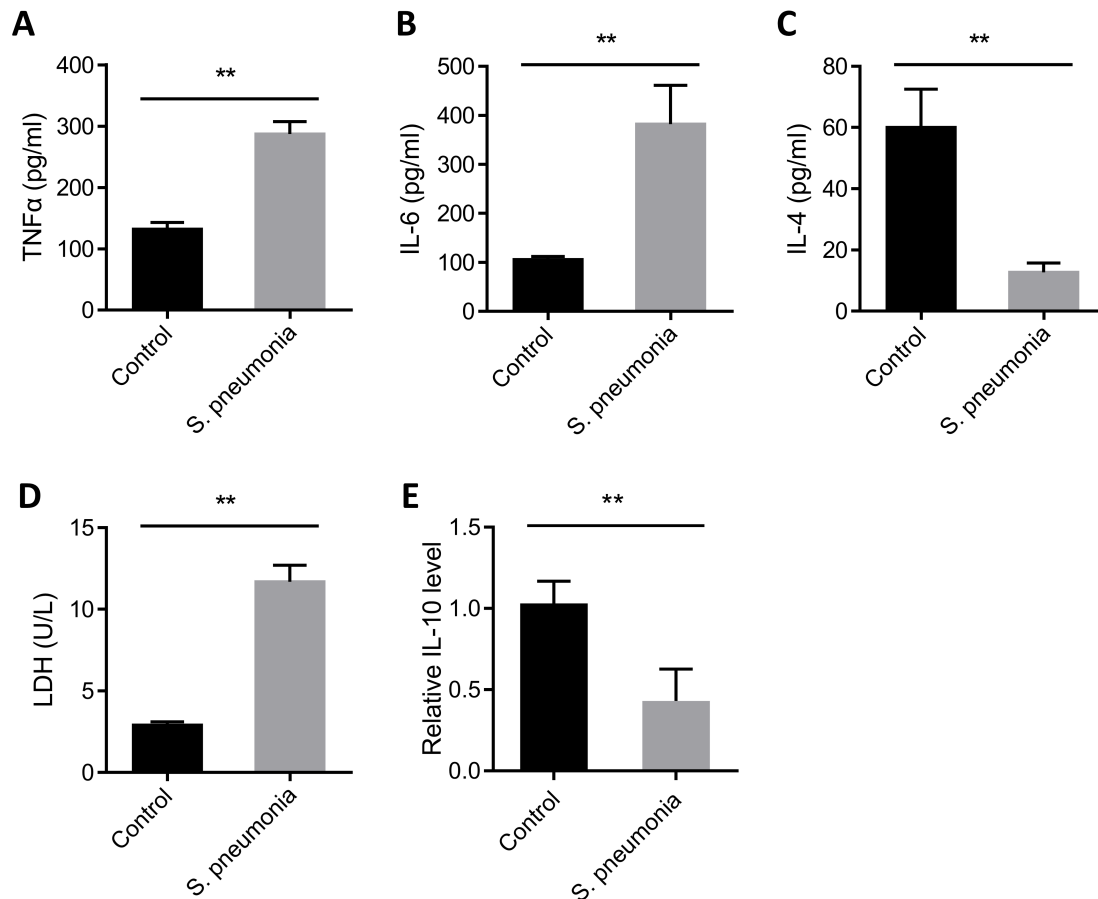 A
**
TNFα (pg/ml)
400
300
200
100
0
Control
S. pneumonia
B
**
IL-6 (pg/ml)
500
400
300
200
100
0
Control
S. pneumonia
C
**
IL-4 (pg/ml)
80
60
40
20
0
Control
S. pneumonia
D
**
LDH (U/L)
15
10
5
0
Control
S. pneumonia
E
**
Relative IL-10 level
1.5
1.0
0.5
0.0
Control
S. pneumonia